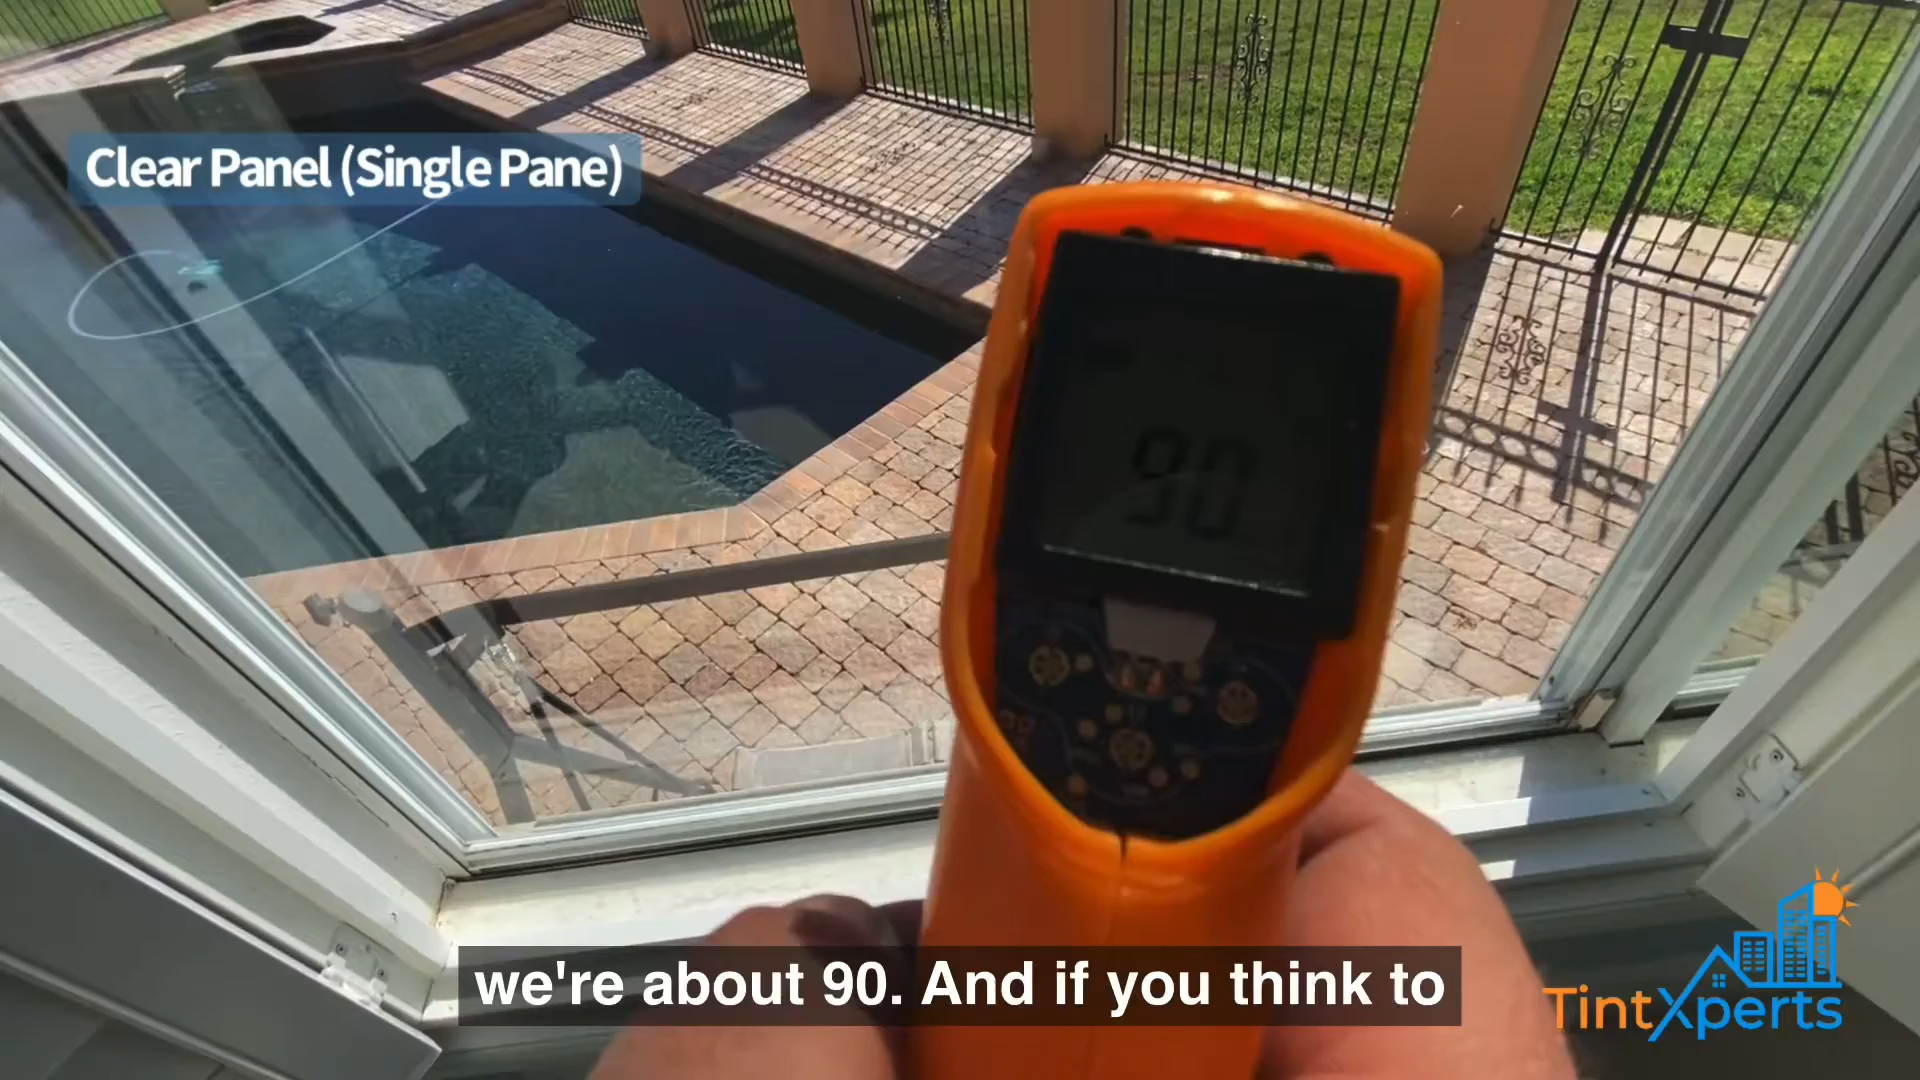 Clear Panel (Single Pane)
90
we're about 90. And if you think to
TintXperts